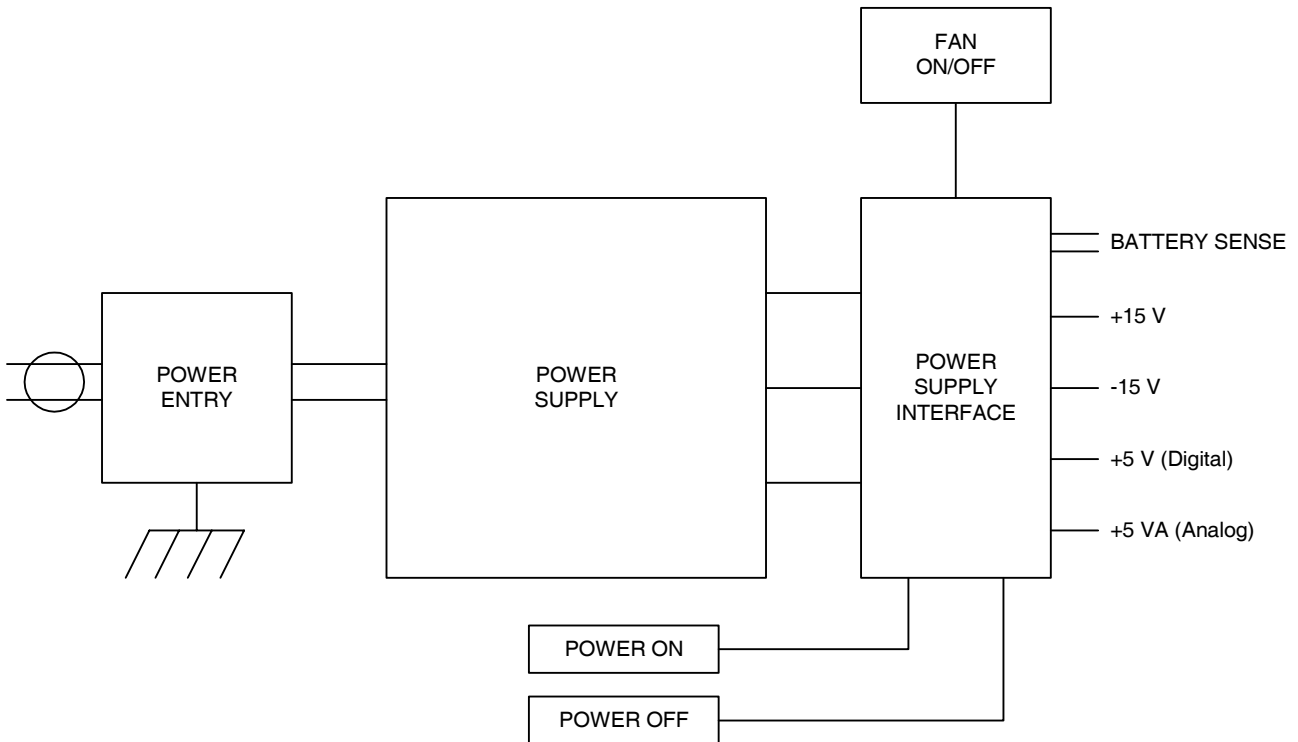 FAN
ON/OFF
BATTERY SENSE
+15 V
POWER
ENTRY
POWER
SUPPLY
POWER
SUPPLY
INTERFACE
-15 V
+5 V (Digital)
+5 VA (Analog)
POWER ON
POWER OFF